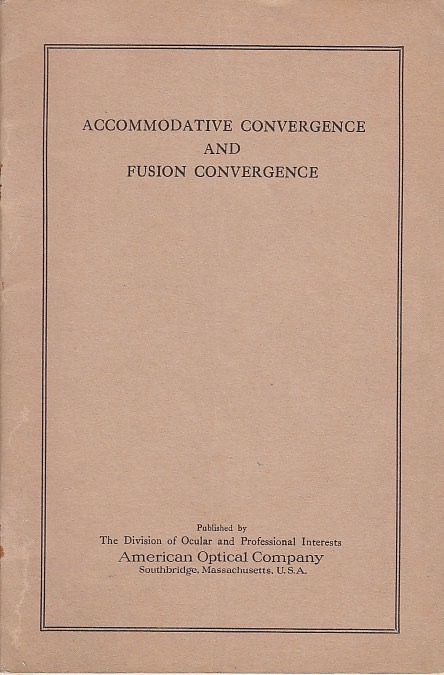 ACCOMMODATIVE CONVERGENCE
AND
FUSION CONVERGENCE
Published by
The Division of Ocular and Professional Interests
American Optical Company
Southbridge, Massachusetts, U.S.A.